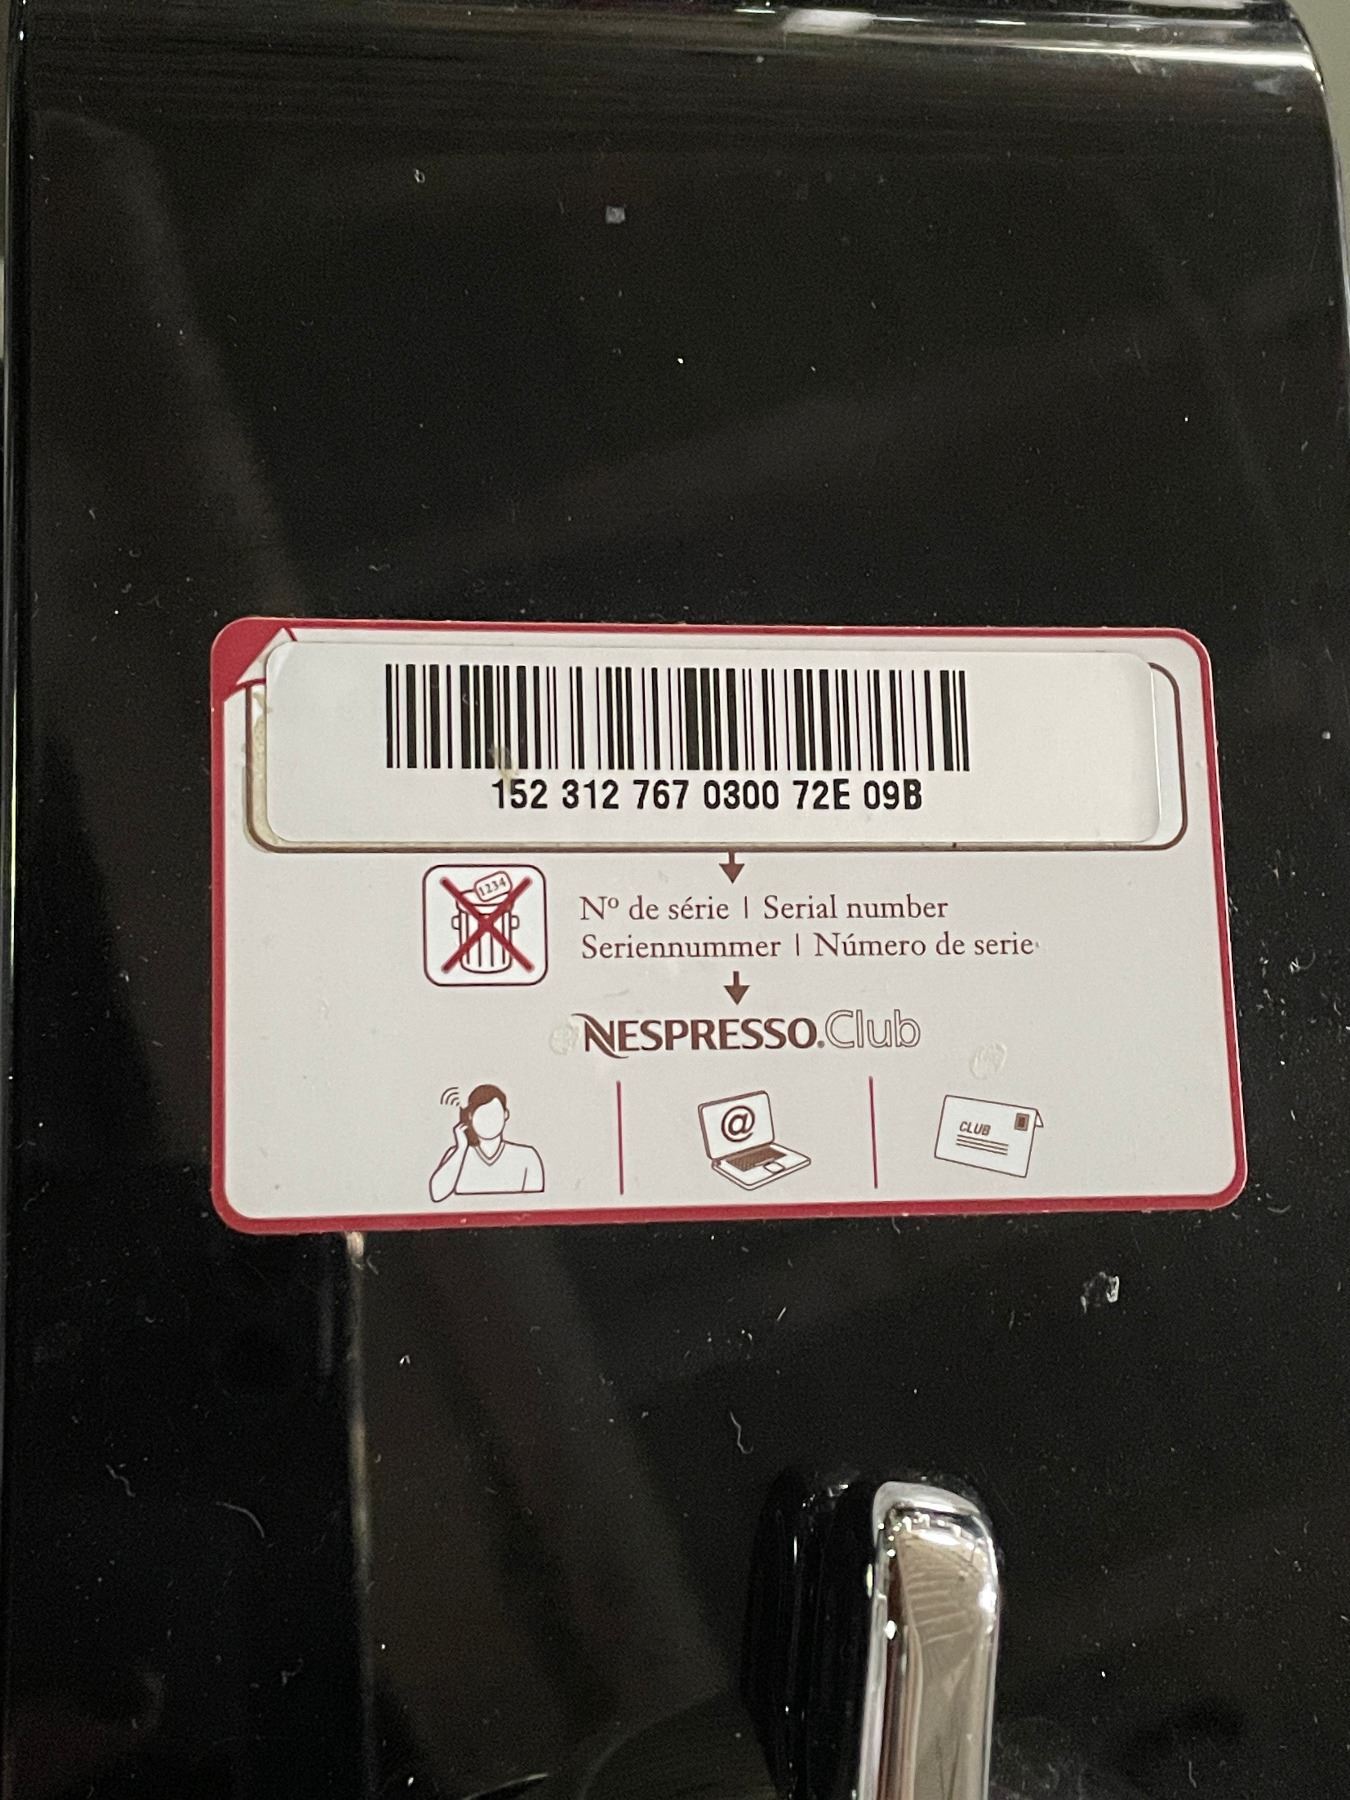 152 312 767 0300 72E 09B
1234
Nº de série | Serial number
Seriennummer | Número de serie
NESPRESSO.Club
@
CLUB